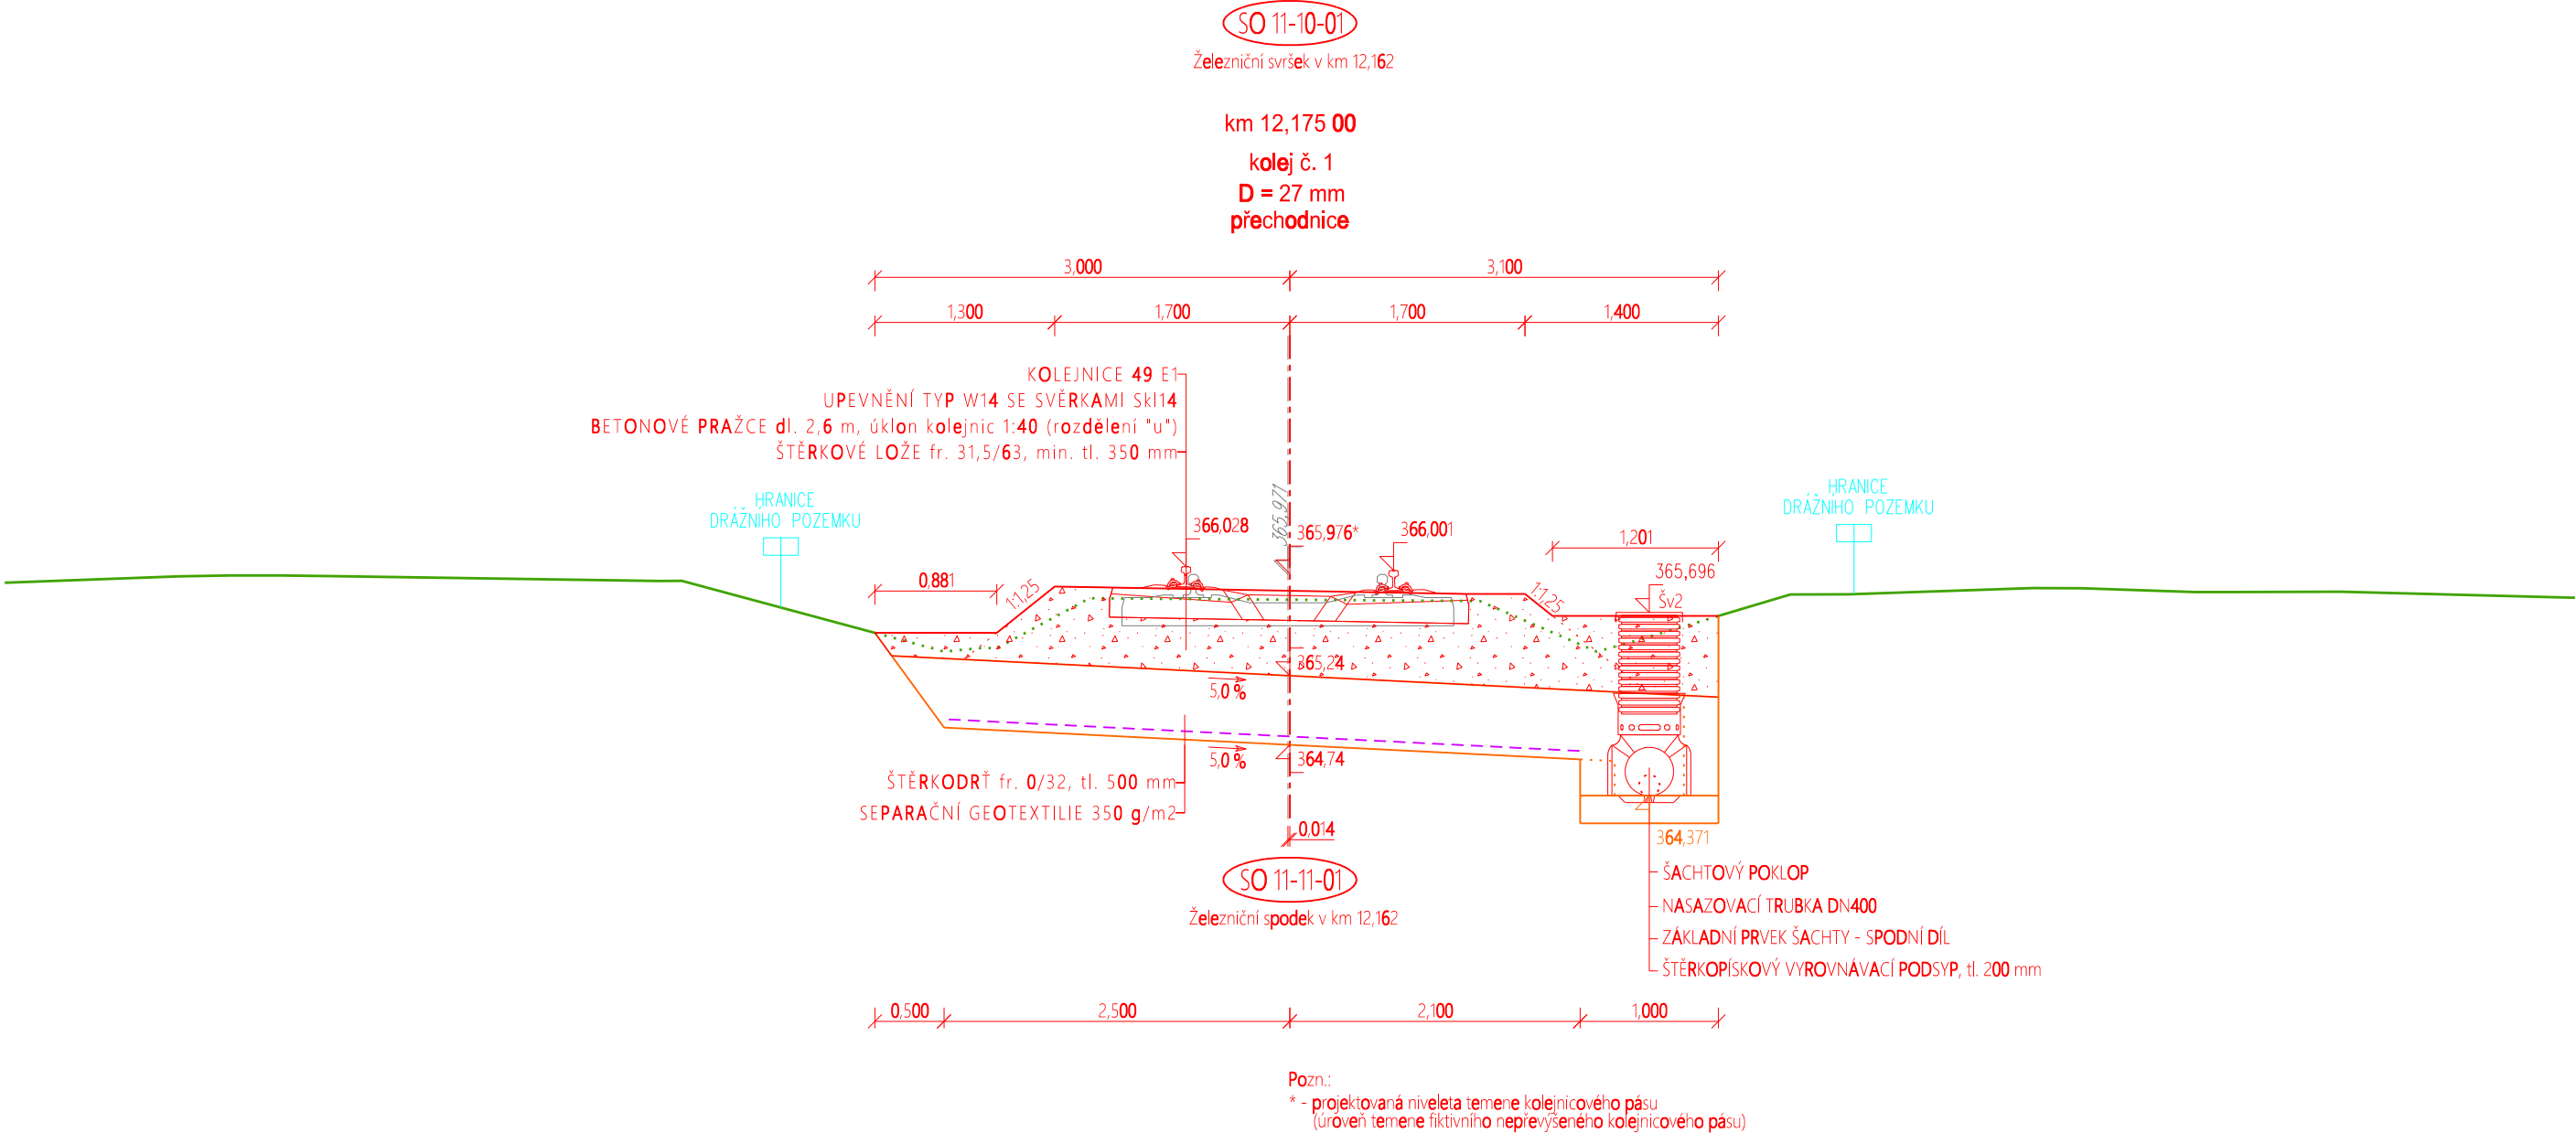 SO 11-10-01
Železniční svršek v km 12,162
km 12,175 00
kolej č. 1
D = 27 mm
přechodnice
3,000
3,100
1,300
1,700
1,700
1,400
KOLEJNICE 49 E1
UPEVNĚNÍ TYP W14 SE SVĚRKAMI Skl14
BETONOVÉ PRAŽCE dl. 2,6 m, úklon kolejnic 1:40 (rozdělení "u")
ŠTĚRKOVÉ LOŽE fr. 31,5/63, min. tl. 350 mm
HRANICE
DRÁŽNÍHO POZEMKU
HRANICE
DRÁŽNÍHO POZEMKU
366,028
365,971
365,976*
366,001
1,201
0,881
1:1,25
1:1,25
365,696
Šv2
365,24
5,0 %
5,0 %
364,74
ŠTĚRKODRŤ fr. 0/32, tl. 500 mm
SEPARAČNÍ GEOTEXTILIE 350 g/m2
0,014
364,371
SO 11-11-01
Železniční spodek v km 12,162
ŠACHTOVÝ POKLOP
NASAZOVACÍ TRUBKA DN400
ZÁKLADNÍ PRVEK ŠACHTY - SPODNÍ DÍL
ŠTĚRKOPÍSKOVÝ VYROVNÁVACÍ PODSYP, tl. 200 mm
0,500
2,500
2,100
1,000
Pozn.:
* - projektovaná niveleta temene kolejnicového pásu
(úroveň temene fiktivního nepřevýšeného kolejnicového pásu)